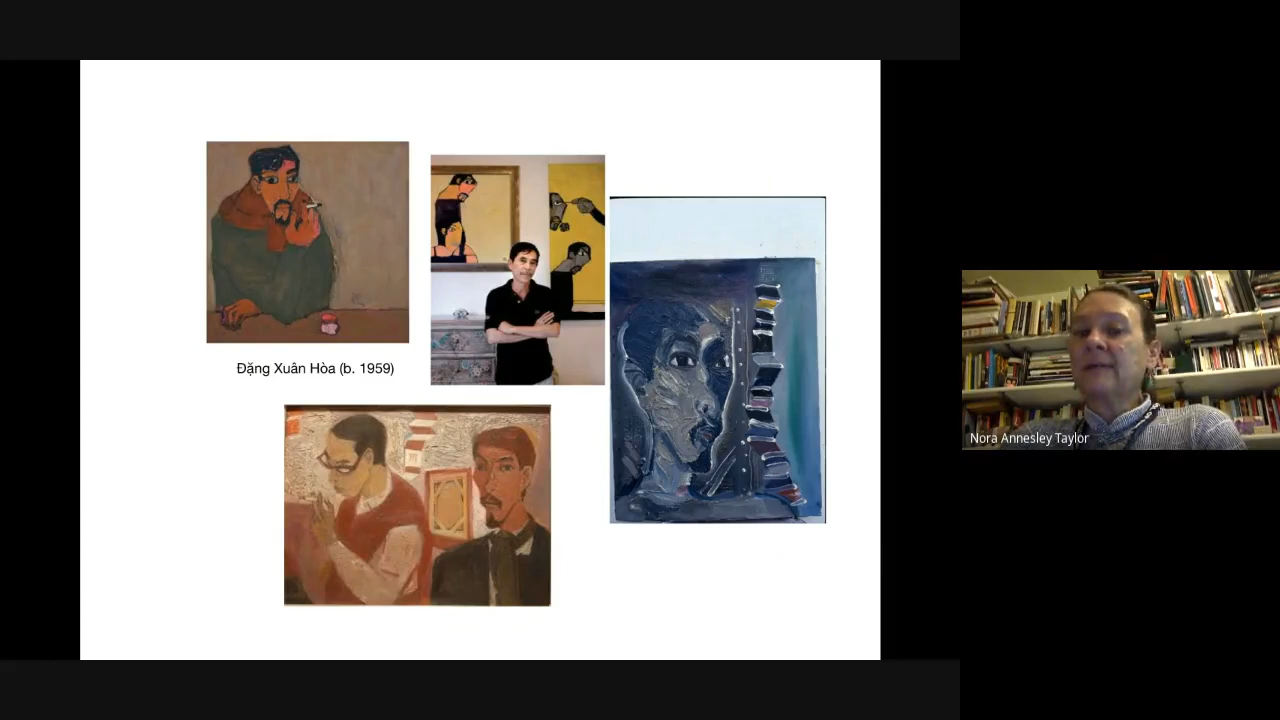 Đặng Xuân Hòa (b. 1959)
Nora Annesley Taylor